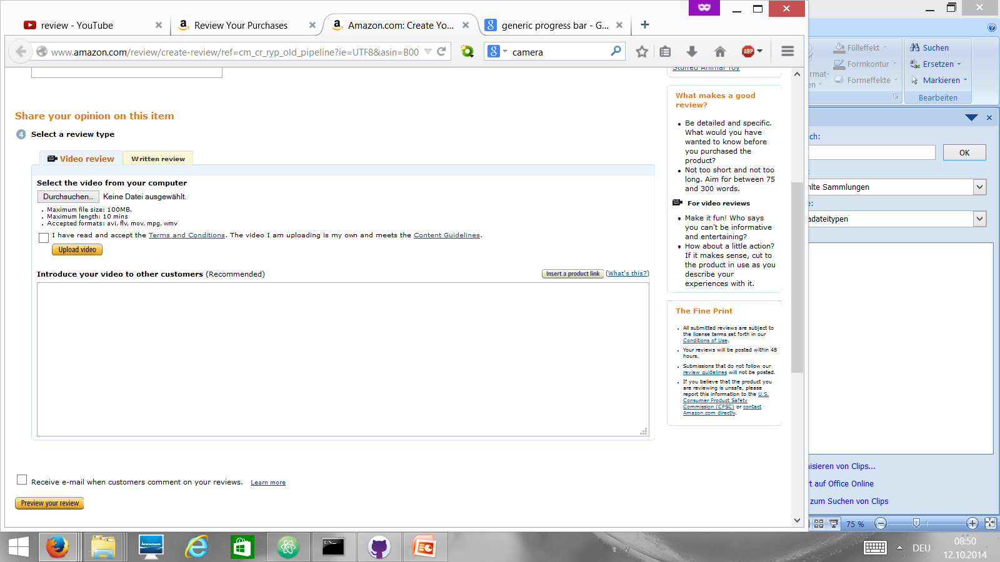 review - YouTube
Review Your Purchases
Amazon.com: Create Yo...
generic progress bar - G...
www.amazon.com/review/create-review/ref=cm_cr_ryp_old_pipeline?ie=UTF8&asin=B00
camera
ABP
Share your opinion on this item
4 Select a review type
Video review
Written review
Select the video from your computer
Durchsuchen... Keine Datei ausgewählt.
Maximum file size: 100MB.
Maximum length: 10 mins
Accepted formats: avi, flv, mov, mpg, wmv
I have read and accept the Terms and Conditions. The video I am uploading is my own and meets the Content Guidelines.
Upload video
Introduce your video to other customers (Recommended)
Insert a product link (What's this?)
Receive e-mail when customers comment on your reviews. Learn more
Preview your review
Stuffed Animal Toy
What makes a good
review?
Be detailed and specific.
What would you have
wanted to know before
you purchased the
product?
Not too short and not too
long. Aim for between 75
and 300 words.
For video reviews
Make it fun! Who says
you can't be informative
and entertaining?
How about a little action?
If it makes sense, cut to
the product in use as you
describe your
experiences with it.
The Fine Print
All submitted reviews are subject to
the license terms set forth in our
Conditions of Use.
Your reviews will be posted within 48
hours.
Submissions that do not follow our
review guidelines will not be posted.
If you believe that the product you
are reviewing is unsafe, please
report this information to the U.S.
Consumer Product Safety
Commission (CPSC) or contact
Amazon.com directly.
Fülleffekt
Formkontur
Formeffekte
rmat-
en
Suchen
Ersetzen
Markieren
Bearbeiten
ch:
OK
hlte Sammlungen
e:
adateitypen
isieren von Clips...
t auf Office Online
zum Suchen von Clips
75 %
lenovo
DEU
08:50
12.10.2014